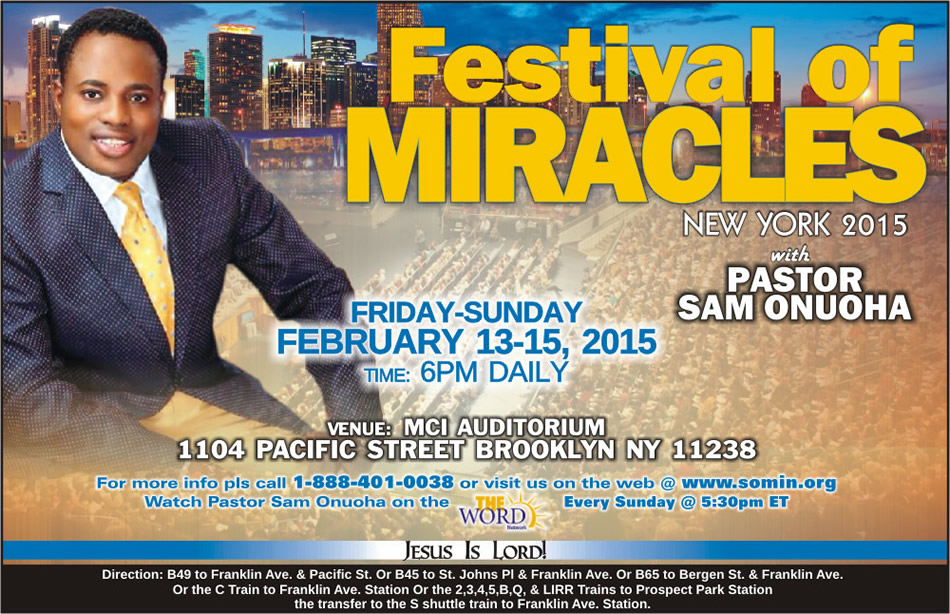 Festival of
MIRACLES
NEW YORK 2015
with
PASTOR
SAM ONUOHA
FRIDAY-SUNDAY
FEBRUARY 13-15, 2015
TIME: 6PM DAILY
VENUE: MCI AUDITORIUM
1104 PACIFIC STREET BROOKLYN NY 11238
For more info pls call 1-888-401-0038 or visit us on the web @ www.somin.org
Watch Pastor Sam Onuoha on the THE WORD Network Every Sunday @ 5:30pm ET
JESUS IS LORD!
Direction: B49 to Franklin Ave. & Pacific St. Or B45 to St. Johns Pl & Franklin Ave. Or B65 to Bergen St. & Franklin Ave.
Or the C Train to Franklin Ave. Station Or the 2,3,4,5,B,Q, & LIRR Trains to Prospect Park Station
the transfer to the S shuttle train to Franklin Ave. Station.